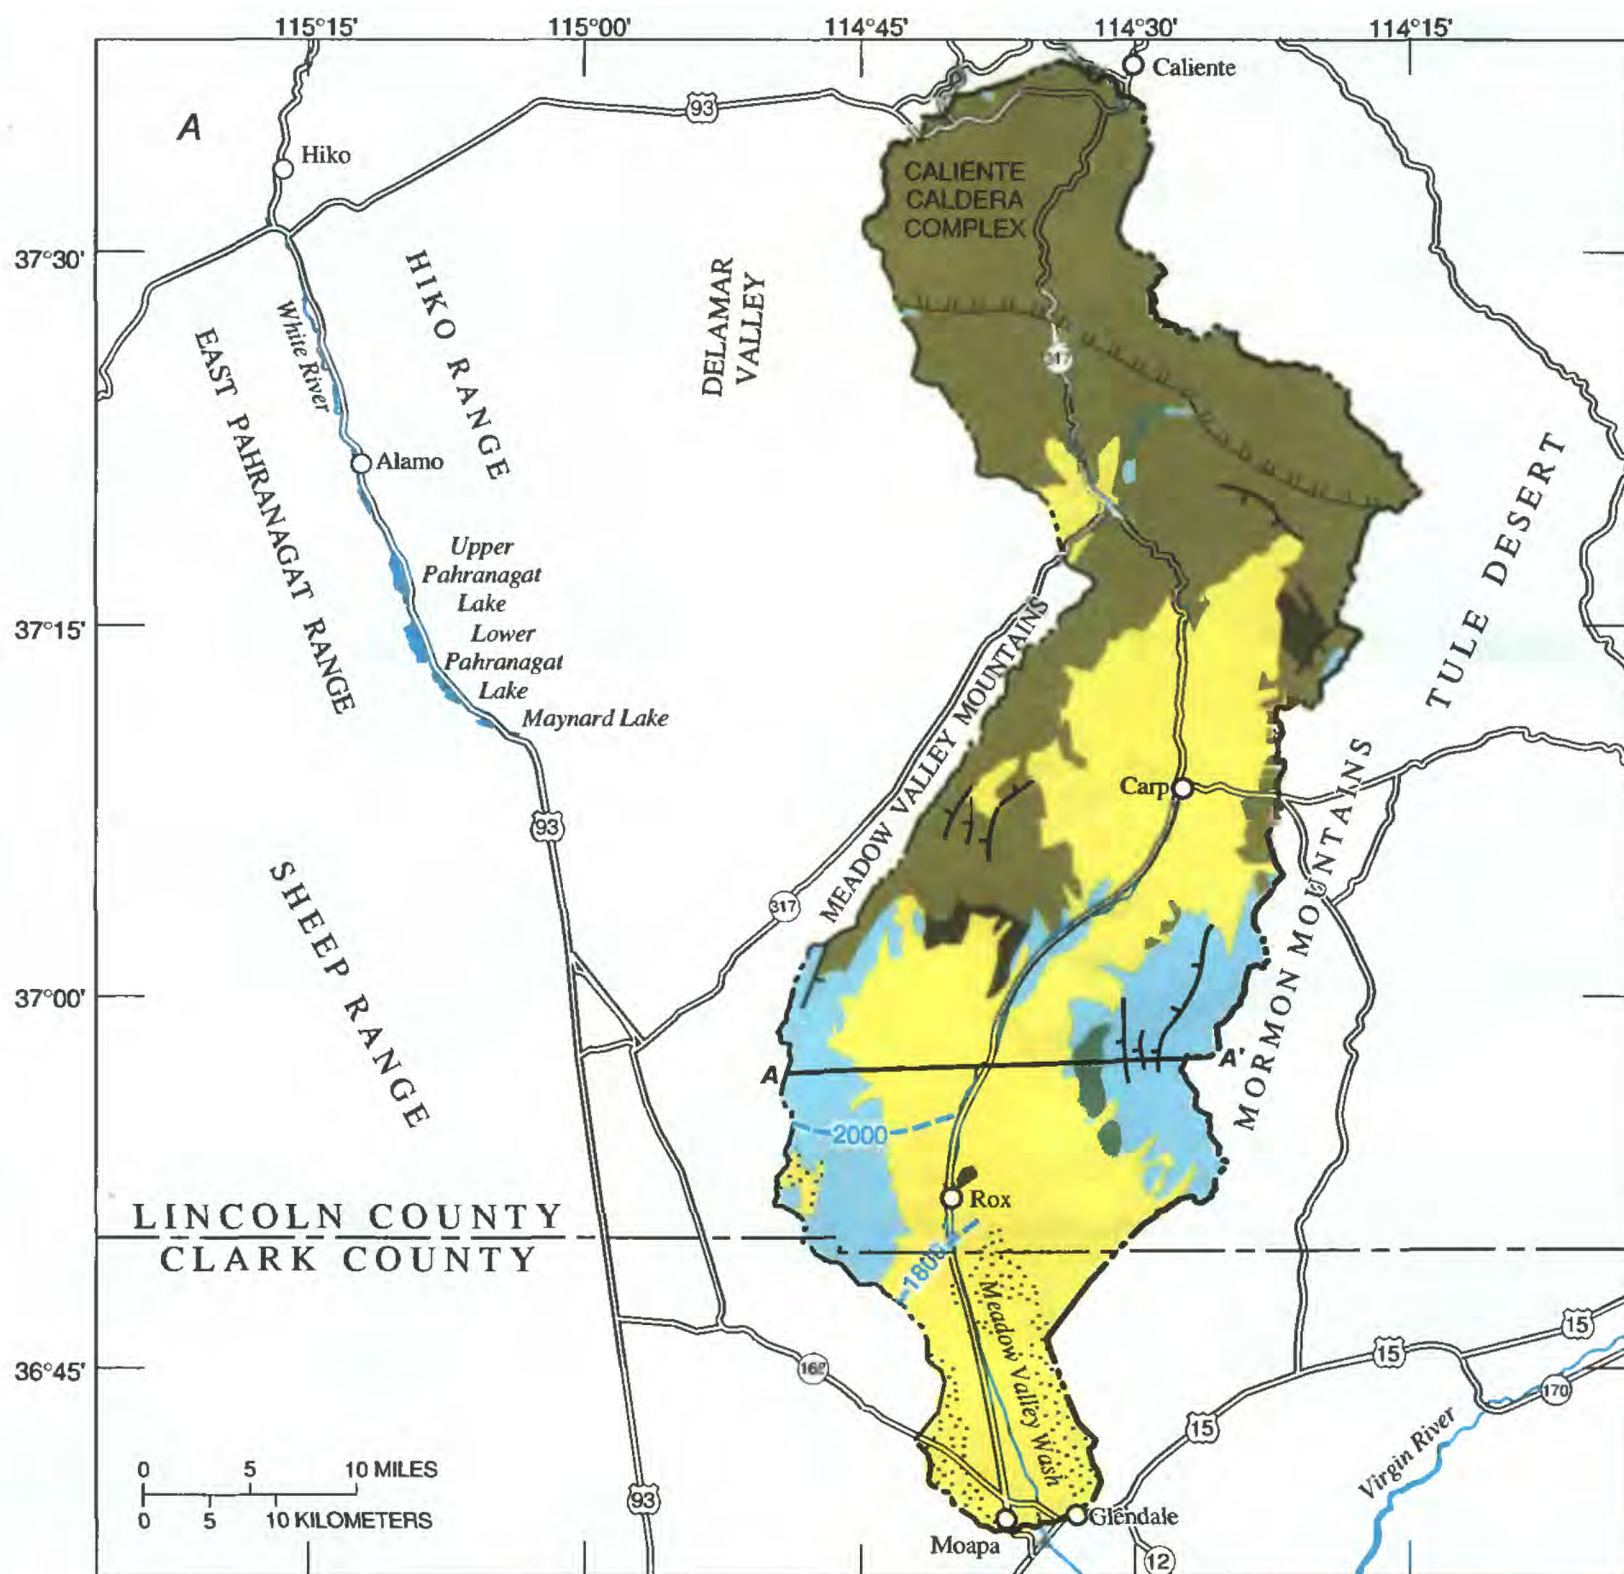 115°15'
115°00'
114°45'
114°30'
114°15'
Caliente
93
A
Hiko
CALIENTE
CALDERA
COMPLEX
37°30'
HIKO RANGE
DELAMAR
VALLEY
White River
317
EAST PAHRANAGAT RANGE
Alamo
TULE DESERT
Upper
Pahranagat
Lake
Lower
Pahranagat
Lake
Maynard Lake
37°15'
MEADOW VALLEY MOUNTAINS
Carp
93
SHEEP RANGE
317
MORMON MOUNTAINS
37°00'
A
A'
2000
Rox
LINCOLN COUNTY
CLARK COUNTY
1800
Meadow Valley Wash
15
15
36°45'
168
170
15
Virgin River
0 5 10 MILES
0 5 10 KILOMETERS
93
Glendale
Moapa
12